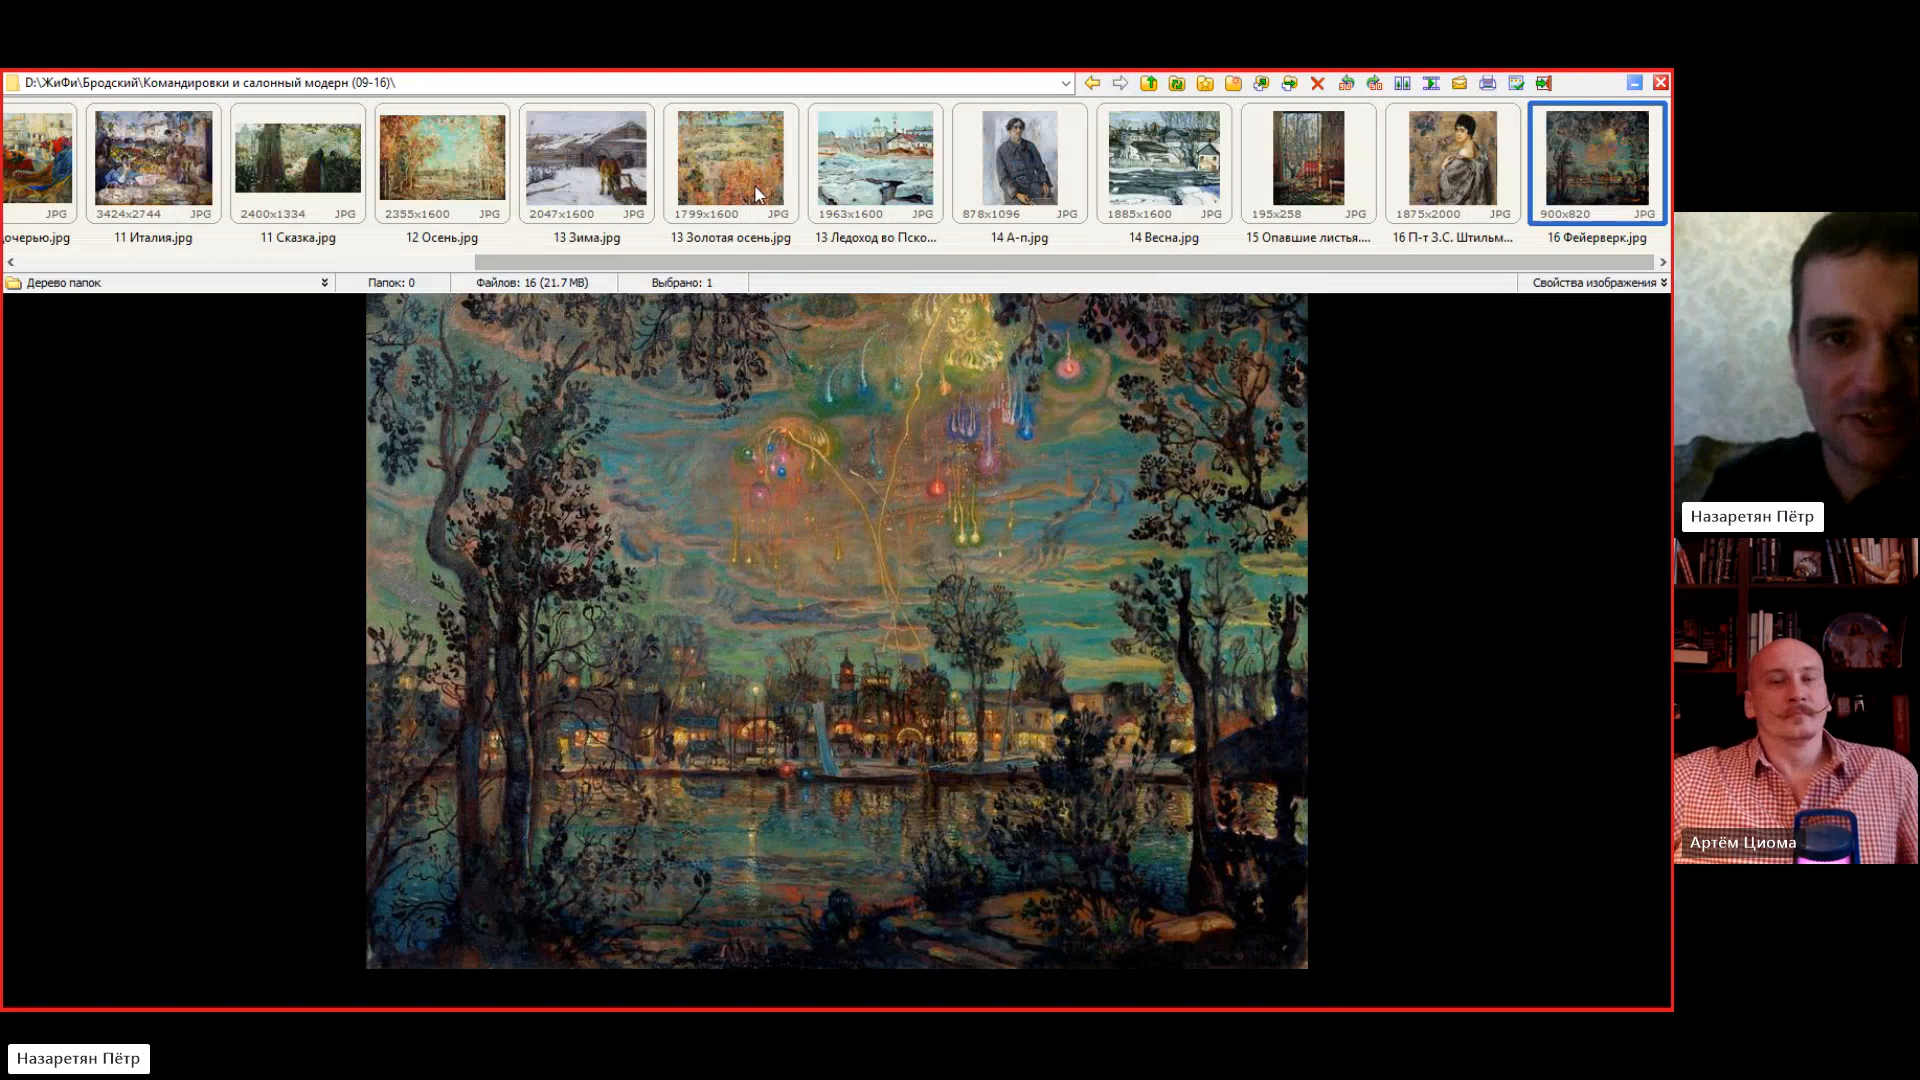 D:\ЖиФи\Бродский\Командировки и салонный модерн (09-16)\
JPG
3424x2744 JPG
2400x1334 JPG
2355x1600 JPG
2047x1600 JPG
1799x1600 JPG
1963x1600 JPG
878x1096 JPG
1885x1600 JPG
195x258 JPG
1875x2000 JPG
900x820 JPG
дочерью.jpg
11 Италия.jpg
11 Сказка.jpg
12 Осень.jpg
13 Зима.jpg
13 Золотая осень.jpg
13 Ледоход во Пско...
14 А-п.jpg
14 Весна.jpg
15 Опавшие листья....
16 П-т З.С. Штильм...
16 Фейерверк.jpg
Дерево папок
Папок: 0
Файлов: 16 (21.7 MB)
Выбрано: 1
Свойства изображения
Назаретян Пётр
Артём Циома
Назаретян Пётр